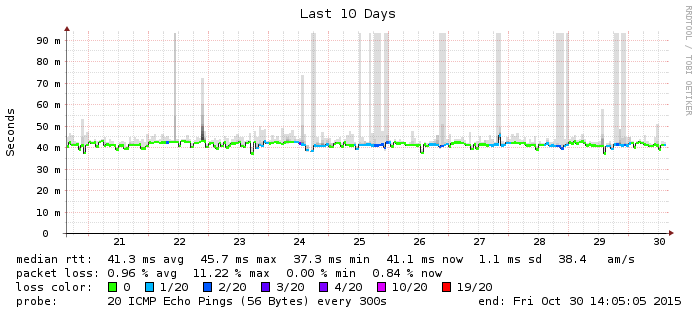 Last 10 Days
RRDTOOL / TOBI OETIKER
Seconds
90 m
80 m
70 m
60 m
50 m
40 m
30 m
20 m
10 m
0
21 22 23 24 25 26 27 28 29 30
median rtt: 41.3 ms avg 45.7 ms max 37.3 ms min 41.1 ms now 1.1 ms sd 38.4 am/s
packet loss: 0.96 % avg 11.22 % max 0.00 % min 0.84 % now
loss color: 0 1/20 2/20 3/20 4/20 10/20 19/20
probe: 20 ICMP Echo Pings (56 Bytes) every 300s end: Fri Oct 30 14:05:05 2015